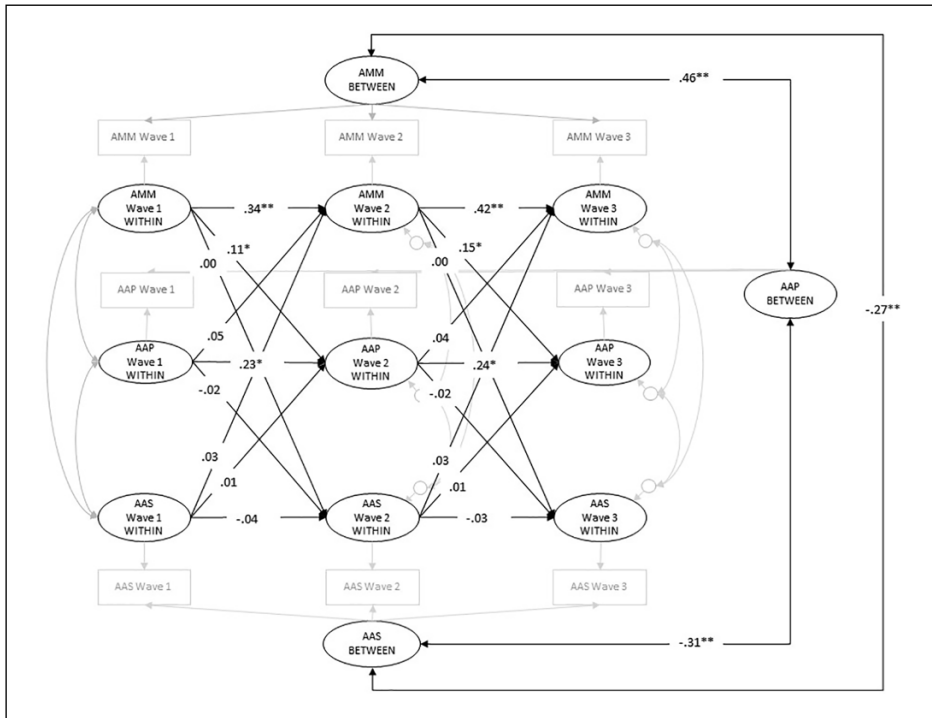 AMM
BETWEEN
.46**
AMM Wave 1
AMM Wave 2
AMM Wave 3
AMM
Wave 1
WITHIN
.34**
AMM
Wave 2
WITHIN
.42**
AMM
Wave 3
WITHIN
.11*
.15*
.00
.00
AAP Wave 1
AAP Wave 2
AAP Wave 3
AAP
BETWEEN
-.27**
.05
.04
AAP
Wave 1
WITHIN
.23*
AAP
Wave 2
WITHIN
.24*
AAP
Wave 3
WITHIN
-.02
-.02
.03
.03
.01
.01
AAS
Wave 1
WITHIN
-.04
AAS
Wave 2
WITHIN
-.03
AAS
Wave 3
WITHIN
AAS Wave 1
AAS Wave 2
AAS Wave 3
AAS
BETWEEN
-.31**